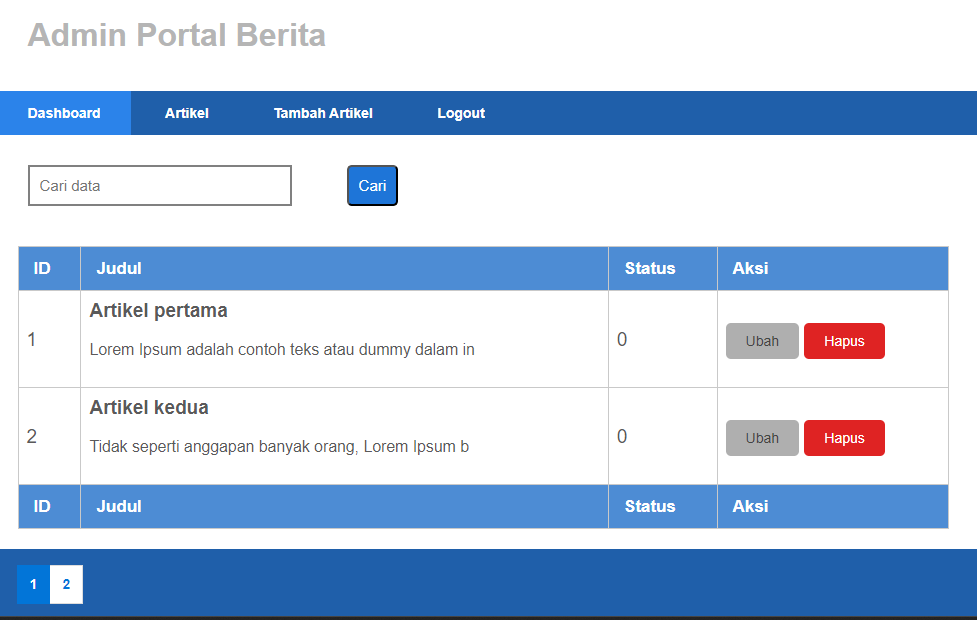 Admin Portal Berita
Dashboard Artikel Tambah Artikel Logout
Cari data Cari
ID Judul Status Aksi
Artikel pertama
1 Lorem Ipsum adalah contoh teks atau dummy dalam in 0 Ubah Hapus
Artikel kedua
2 Tidak seperti anggapan banyak orang, Lorem Ipsum b 0 Ubah Hapus
ID Judul Status Aksi
1 2